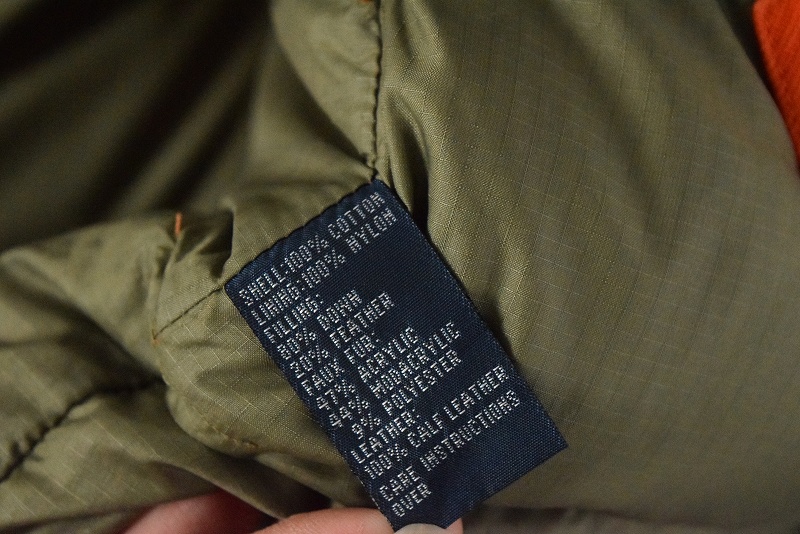 SHELL:100% COTTON
LINING:100% NYLON
FILLING:
80% DOWN
20% FEATHER
FAUX FUR
47% ACRYLIC
44% MODACRYLIC
9% POLYESTER
LEATHER:
100% CALF LEATHER
CARE INSTRUCTIONS
OVER